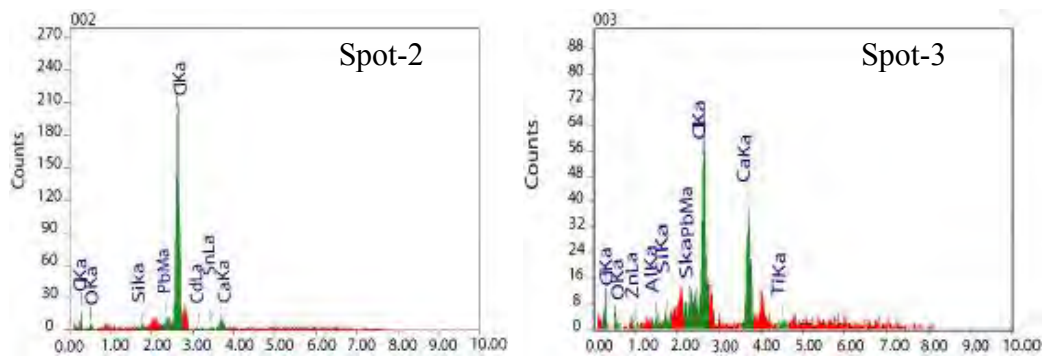 002
Spot-2
270
240
210
180
150
120
90
60
30
0
Counts
ClKa
OKa
SiKa
PbMa
ClKa
CdLa
SnLa
CaKa
0.00 1.00 2.00 3.00 4.00 5.00 6.00 7.00 8.00 9.00 10.00
003
Spot-3
88
80
72
64
56
48
40
32
24
16
8
0
Counts
ClKa
OKa
ZnLa
AlKa
SiKa
Ska
PbMa
ClKa
CaKa
TiKa
0.00 1.00 2.00 3.00 4.00 5.00 6.00 7.00 8.00 9.00 10.00